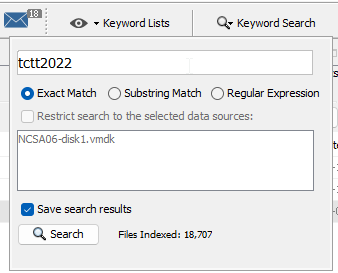 18
Keyword Lists
Keyword Search
tctt2022
Exact Match
Substring Match
Regular Expression
Restrict search to the selected data sources:
NCSA06-disk1.vmdk
Save search results
Search
Files Indexed: 18,707